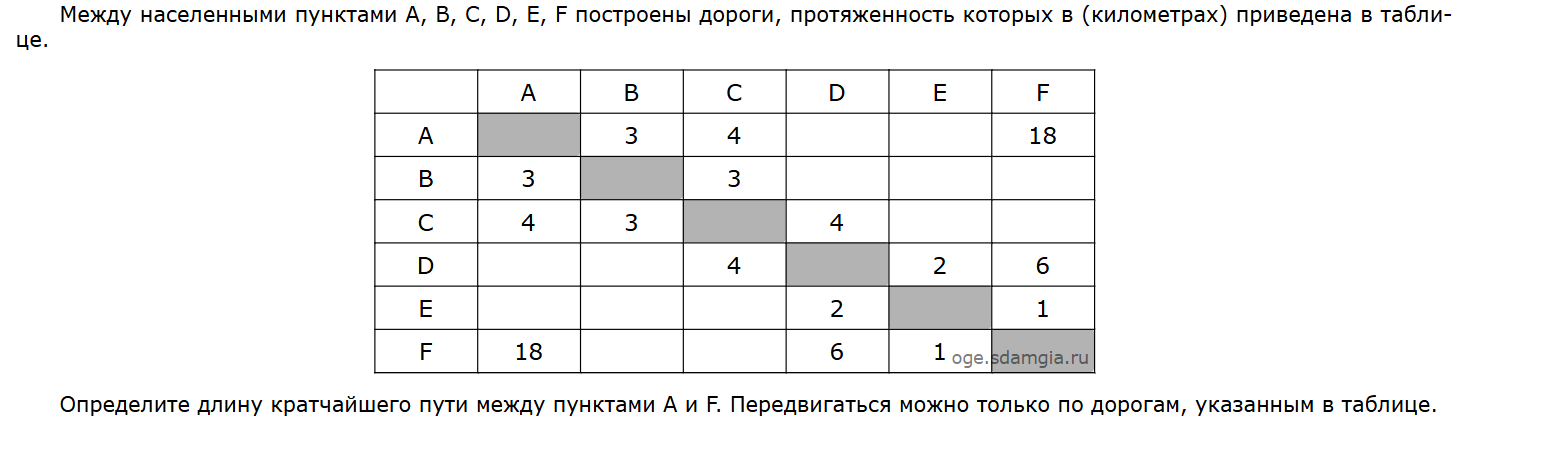 Между населенными пунктами A, B, C, D, E, F построены дороги, протяженность которых в (километрах) приведена в табли-
це.
A B C D E F
A 3 4 18
B 3 3
C 4 3 4
D 4 2 6
E 2 1
F 18 6 1
oge.sdamgia.ru
Определите длину кратчайшего пути между пунктами A и F. Передвигаться можно только по дорогам, указанным в таблице.